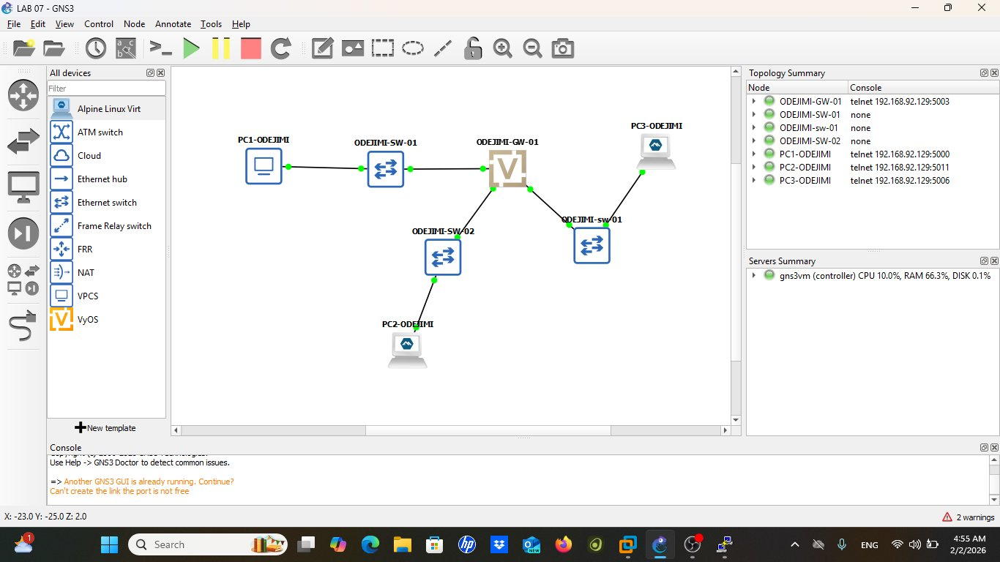 LAB 07 - GNS3
File Edit View Control Node Annotate Tools Help
All devices
Filter
Alpine Linux Virt
ATM switch
Cloud
Ethernet hub
Ethernet switch
Frame Relay switch
FRR
NAT
VPCS
VyOS
New template
PC1-ODEJIMI
ODEJIMI-SW-01
ODEJIMI-GW-01
PC3-ODEJIMI
ODEJIMI-SW-02
ODEJIMI-sw-01
PC2-ODEJIMI
Topology Summary
Node Console
ODEJIMI-GW-01 telnet 192.168.92.129:5003
ODEJIMI-SW-01 none
ODEJIMI-sw-01 none
ODEJIMI-SW-02 none
PC1-ODEJIMI telnet 192.168.92.129:5000
PC2-ODEJIMI telnet 192.168.92.129:5011
PC3-ODEJIMI telnet 192.168.92.129:5006
Servers Summary
gns3vm (controller) CPU 10.0%, RAM 66.3%, DISK 0.1%
Console
Use Help -> GNS3 Doctor to detect common issues.
=> Another GNS3 GUI is already running. Continue?
Can't create the link the port is not free
X: -23.0 Y: -25.0 Z: 2.0
2 warnings
1
Search
NEW
ENG
4:55 AM
2/2/2026